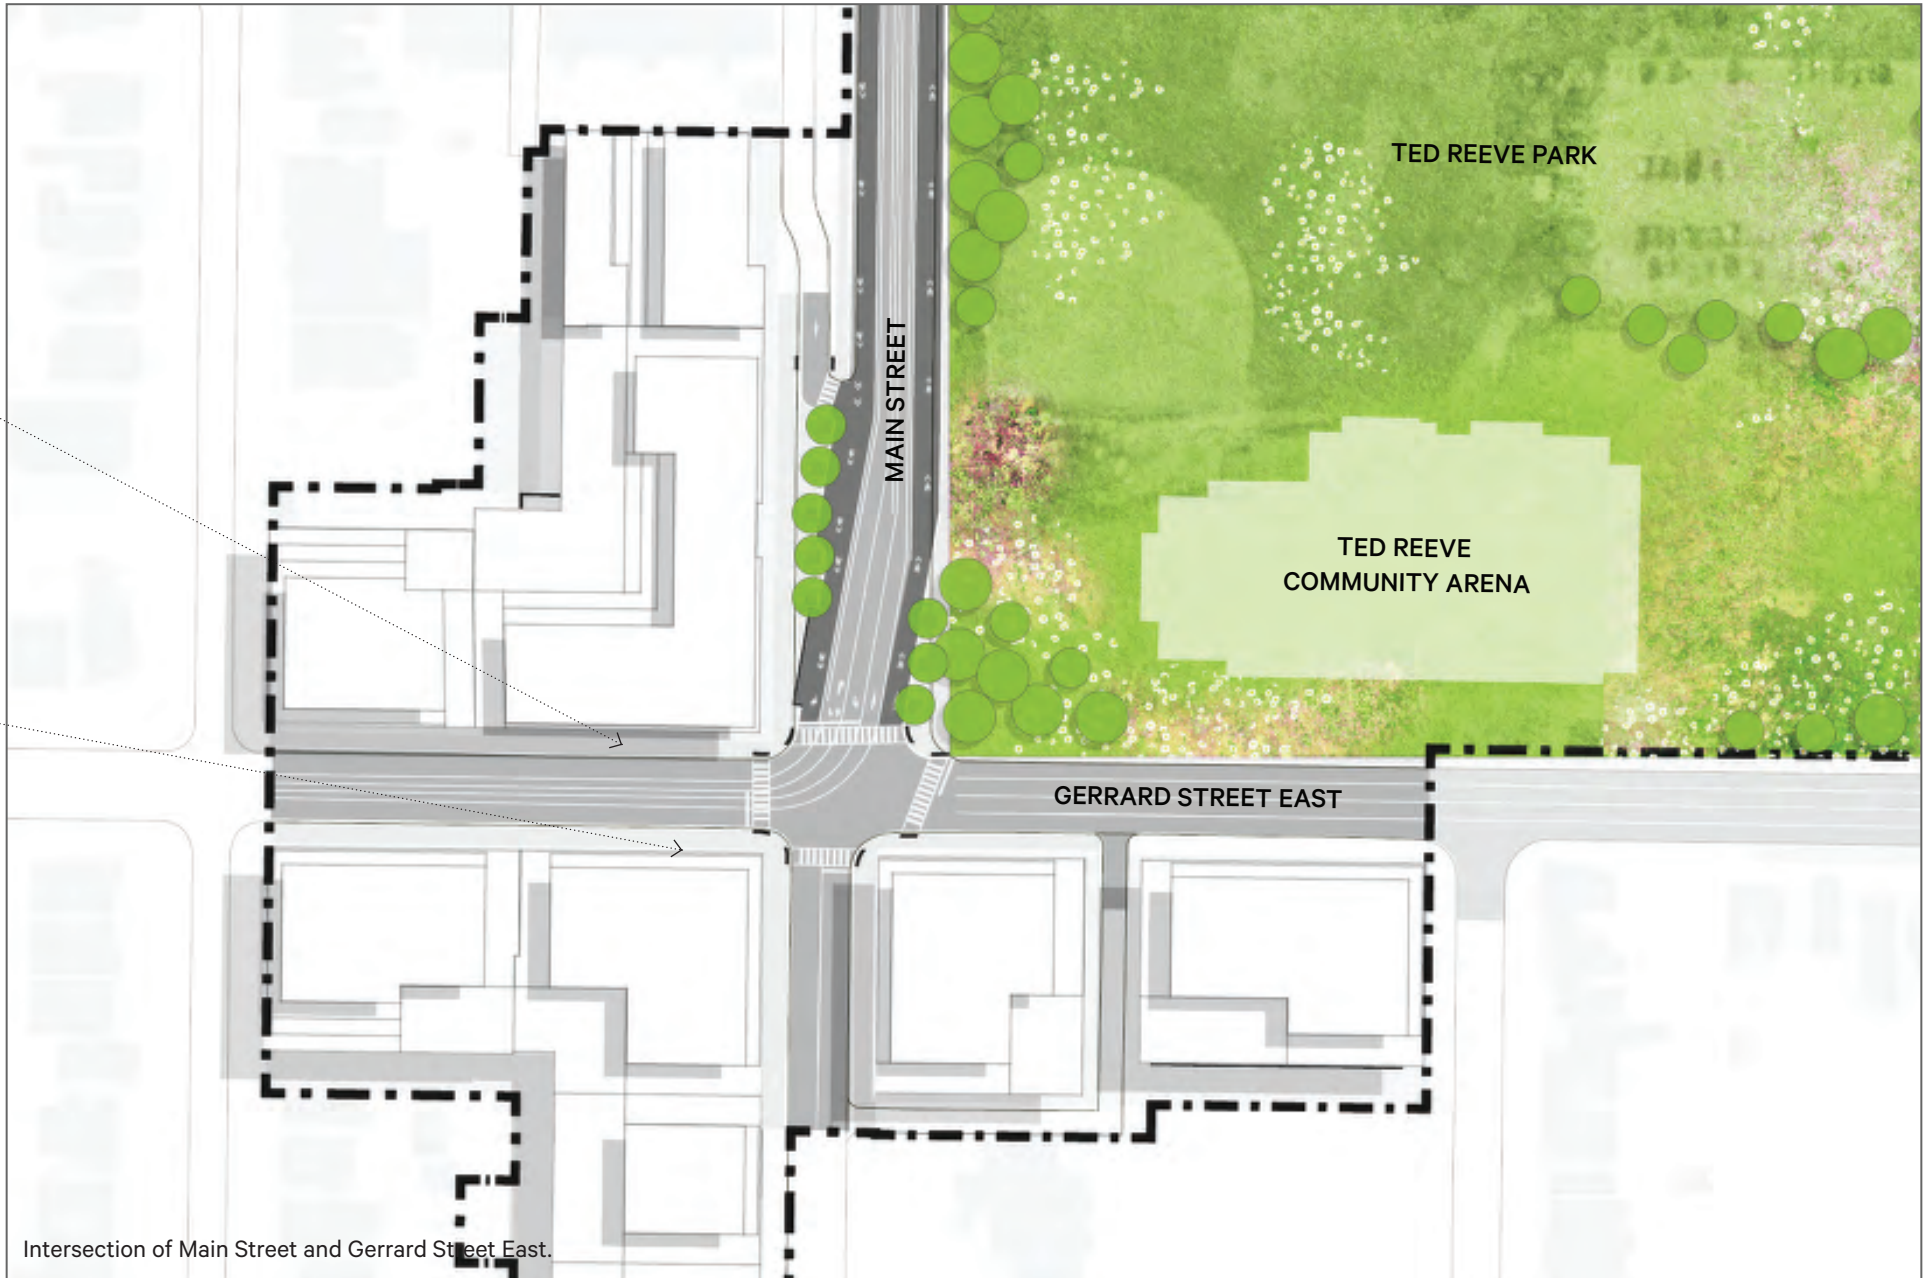 TED REEVE PARK
MAIN STREET
TED REEVE
COMMUNITY ARENA
GERRARD STREET EAST
Intersection of Main Street and Gerrard Street East.